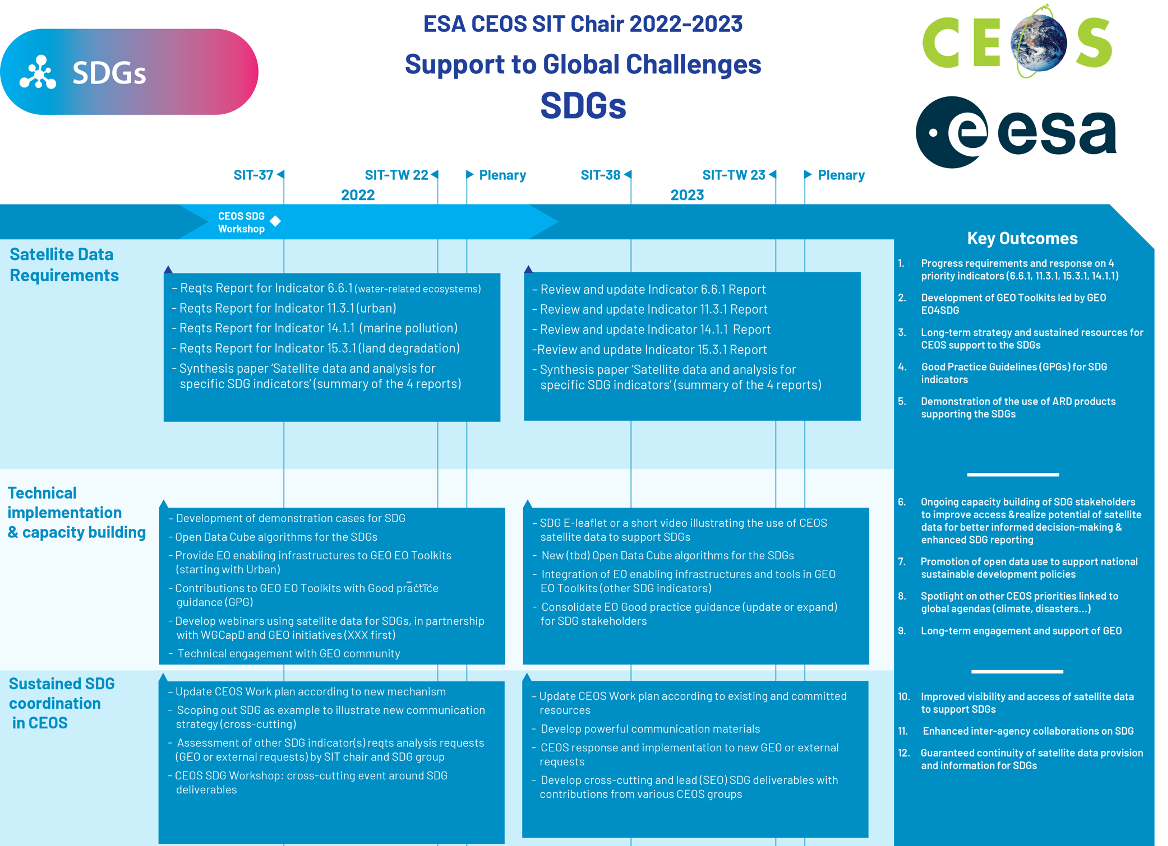 SDGs
ESA CEOS SIT Chair 2022-2023
Support to Global Challenges
SDGs
CEOS
esa
SIT-37
SIT-TW 22
Plenary
SIT-38
SIT-TW 23
Plenary
2022
2023
CEOS SDG
Workshop
Satellite Data
Requirements
– Reqts Report for Indicator 6.6.1 (water-related ecosystems)
– Reqts Report for Indicator 11.3.1 (urban)
– Reqts Report for Indicator 14.1.1 (marine pollution)
– Reqts Report for Indicator 15.3.1 (land degradation)
– Synthesis paper ‘Satellite data and analysis for
specific SDG indicators’ (summary of the 4 reports)
– Review and update Indicator 6.6.1 Report
– Review and update Indicator 11.3.1 Report
– Review and update Indicator 14.1.1 Report
-Review and update Indicator 15.3.1 Report
– Synthesis paper ‘Satellite data and analysis for
specific SDG indicators’ (summary of the 4 reports)
Technical
implementation
& capacity building
– Development of demonstration cases for SDG
– Open Data Cube algorithms for the SDGs
– Provide EO enabling infrastructures to GEO EO Toolkits
(starting with Urban)
– Contributions to GEO EO Toolkits with Good practice
guidance (GPG)
– Develop webinars using satellite data for SDGs, in partnership
with WGCapD and GEO initiatives (XXX first)
– Technical engagement with GEO community
– SDG E-leaflet or a short video illustrating the use of CEOS
satellite data to support SDGs
– New (tbd) Open Data Cube algorithms for the SDGs
– Integration of EO enabling infrastructures and tools in GEO
EO Toolkits (other SDG indicators)
– Consolidate EO Good practice guidance (update or expand)
for SDG stakeholders
Sustained SDG
coordination
in CEOS
– Update CEOS Work plan according to new mechanism
– Scoping out SDG as example to illustrate new communication
strategy (cross-cutting)
– Assessment of other SDG indicator(s) reqts analysis requests
(GEO or external requests) by SIT chair and SDG group
– CEOS SDG Workshop: cross-cutting event around SDG
deliverables
– Update CEOS Work plan according to existing and committed
resources
– Develop powerful communication materials
– CEOS response and implementation to new GEO or external
requests
– Develop cross-cutting and lead (SEO) SDG deliverables with
contributions from various CEOS groups
Key Outcomes
1. Progress requirements and response on 4
priority indicators (6.6.1, 11.3.1, 15.3.1, 14.1.1)
2. Development of GEO Toolkits led by GEO
EO4SDG
3. Long-term strategy and sustained resources for
CEOS support to the SDGs
4. Good Practice Guidelines (GPGs) for SDG
indicators
5. Demonstration of the use of ARD products
supporting the SDGs
6. Ongoing capacity building of SDG stakeholders
to improve access &realize potential of satellite
data for better informed decision-making &
enhanced SDG reporting
7. Promotion of open data use to support national
sustainable development policies
8. Spotlight on other CEOS priorities linked to
global agendas (climate, disasters...)
9. Long-term engagement and support of GEO
10. Improved visibility and access of satellite data
to support SDGs
11. Enhanced inter-agency collaborations on SDG
12. Guaranteed continuity of satellite data provision
and information for SDGs